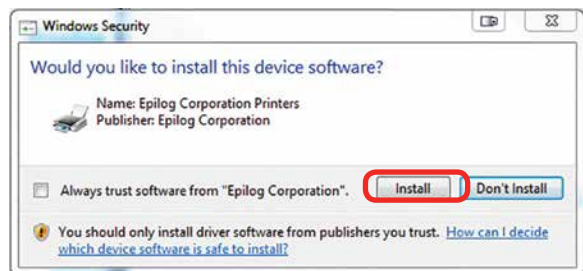 Windows Security
Would you like to install this device software?
Name: Epilog Corporation Printers
Publisher: Epilog Corporation
Always trust software from "Epilog Corporation".
Install
Don't Install
You should only install driver software from publishers you trust. How can I decide
which device software is safe to install?